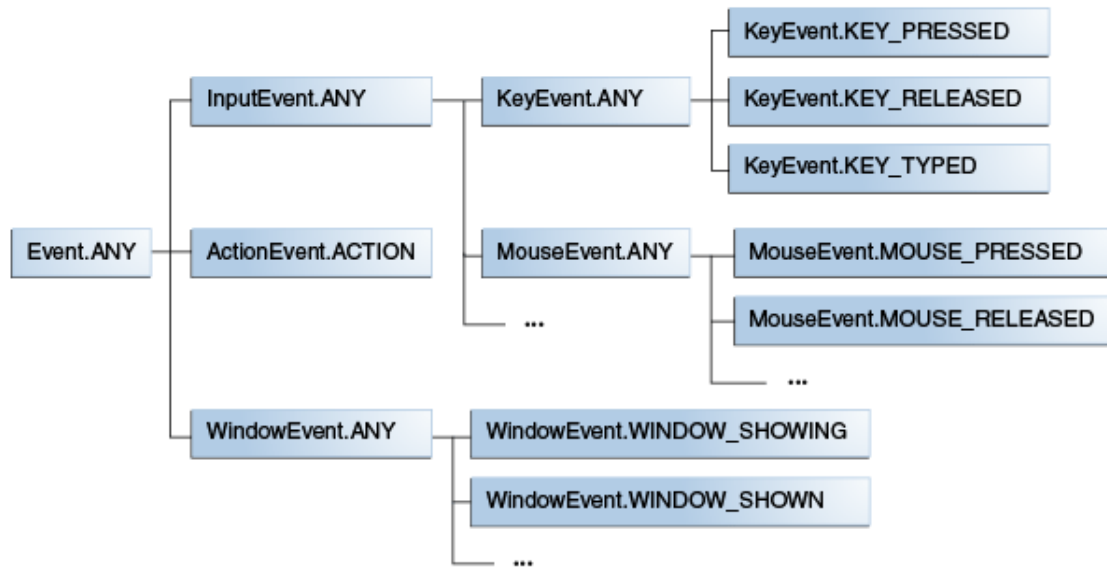 KeyEvent.KEY_PRESSED
InputEvent.ANY
KeyEvent.ANY
KeyEvent.KEY_RELEASED
KeyEvent.KEY_TYPED
Event.ANY
ActionEvent.ACTION
MouseEvent.ANY
MouseEvent.MOUSE_PRESSED
MouseEvent.MOUSE_RELEASED
...
...
WindowEvent.ANY
WindowEvent.WINDOW_SHOWING
WindowEvent.WINDOW_SHOWN
...